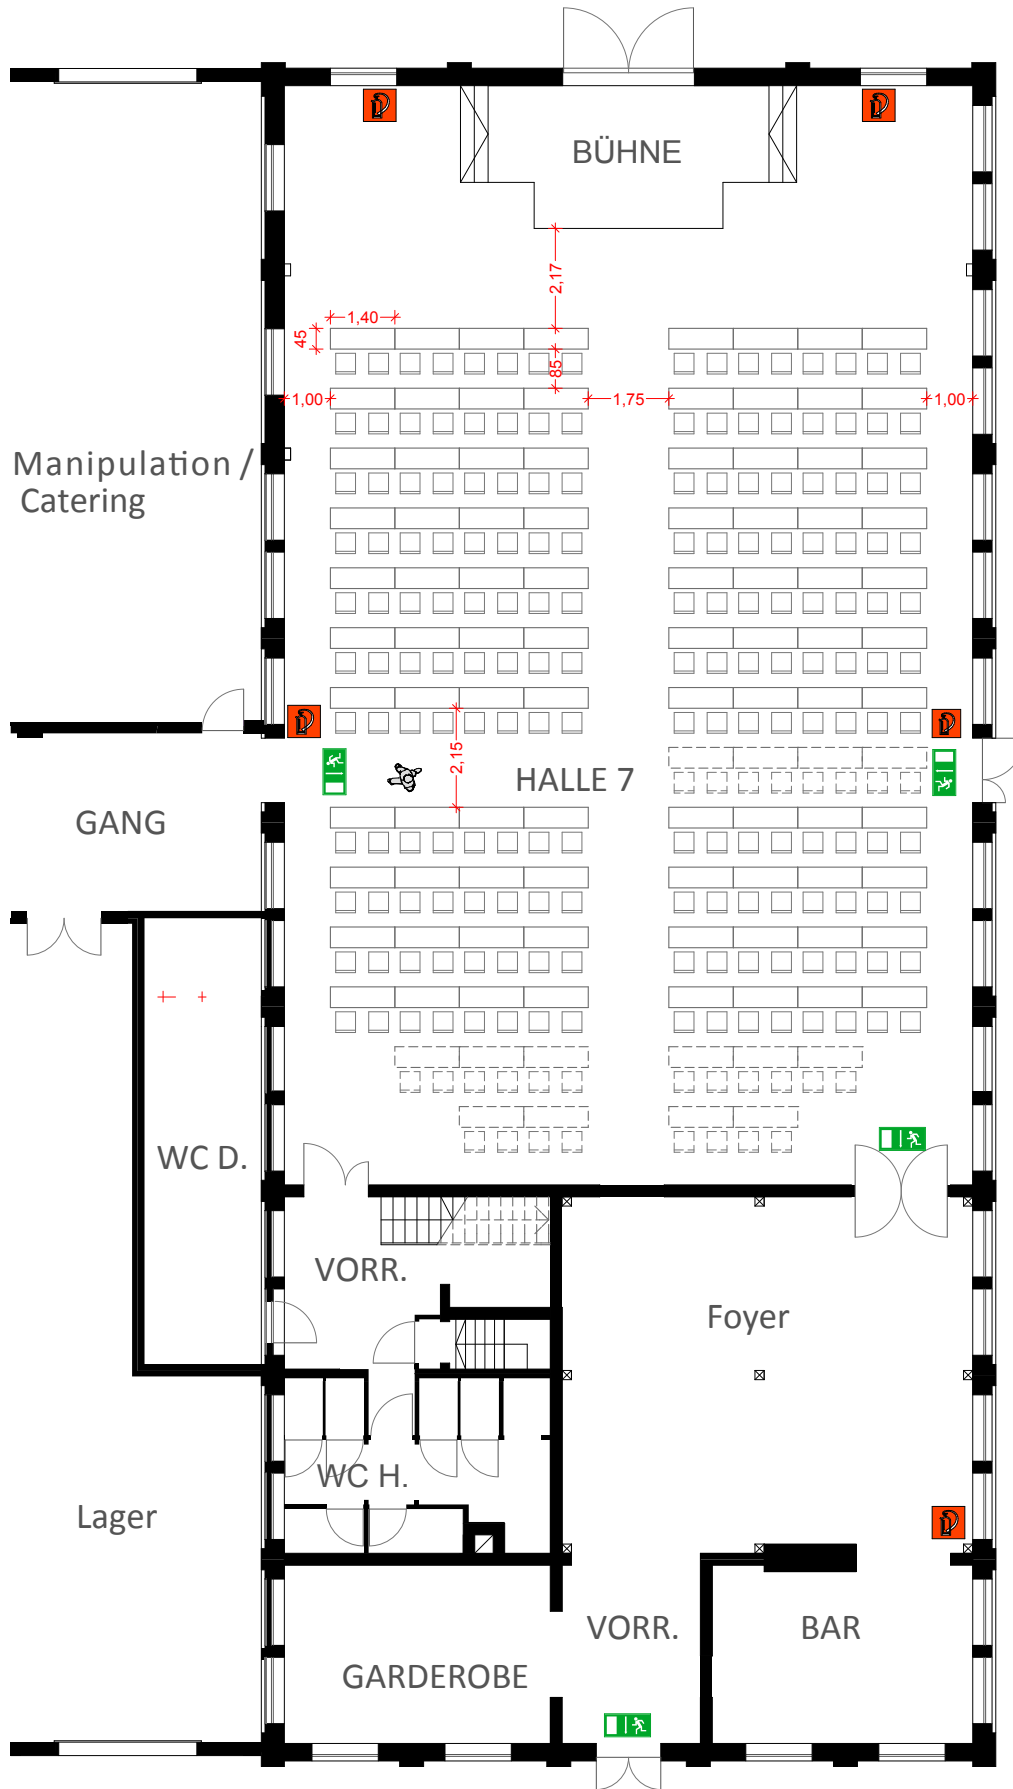 BÜHNE
2,17
1,40
45
85
1,00
1,75
1,00
Manipulation /
Catering
2,15
HALLE 7
GANG
WC D.
VORR.
Foyer
WC H.
Lager
VORR.
BAR
GARDEROBE